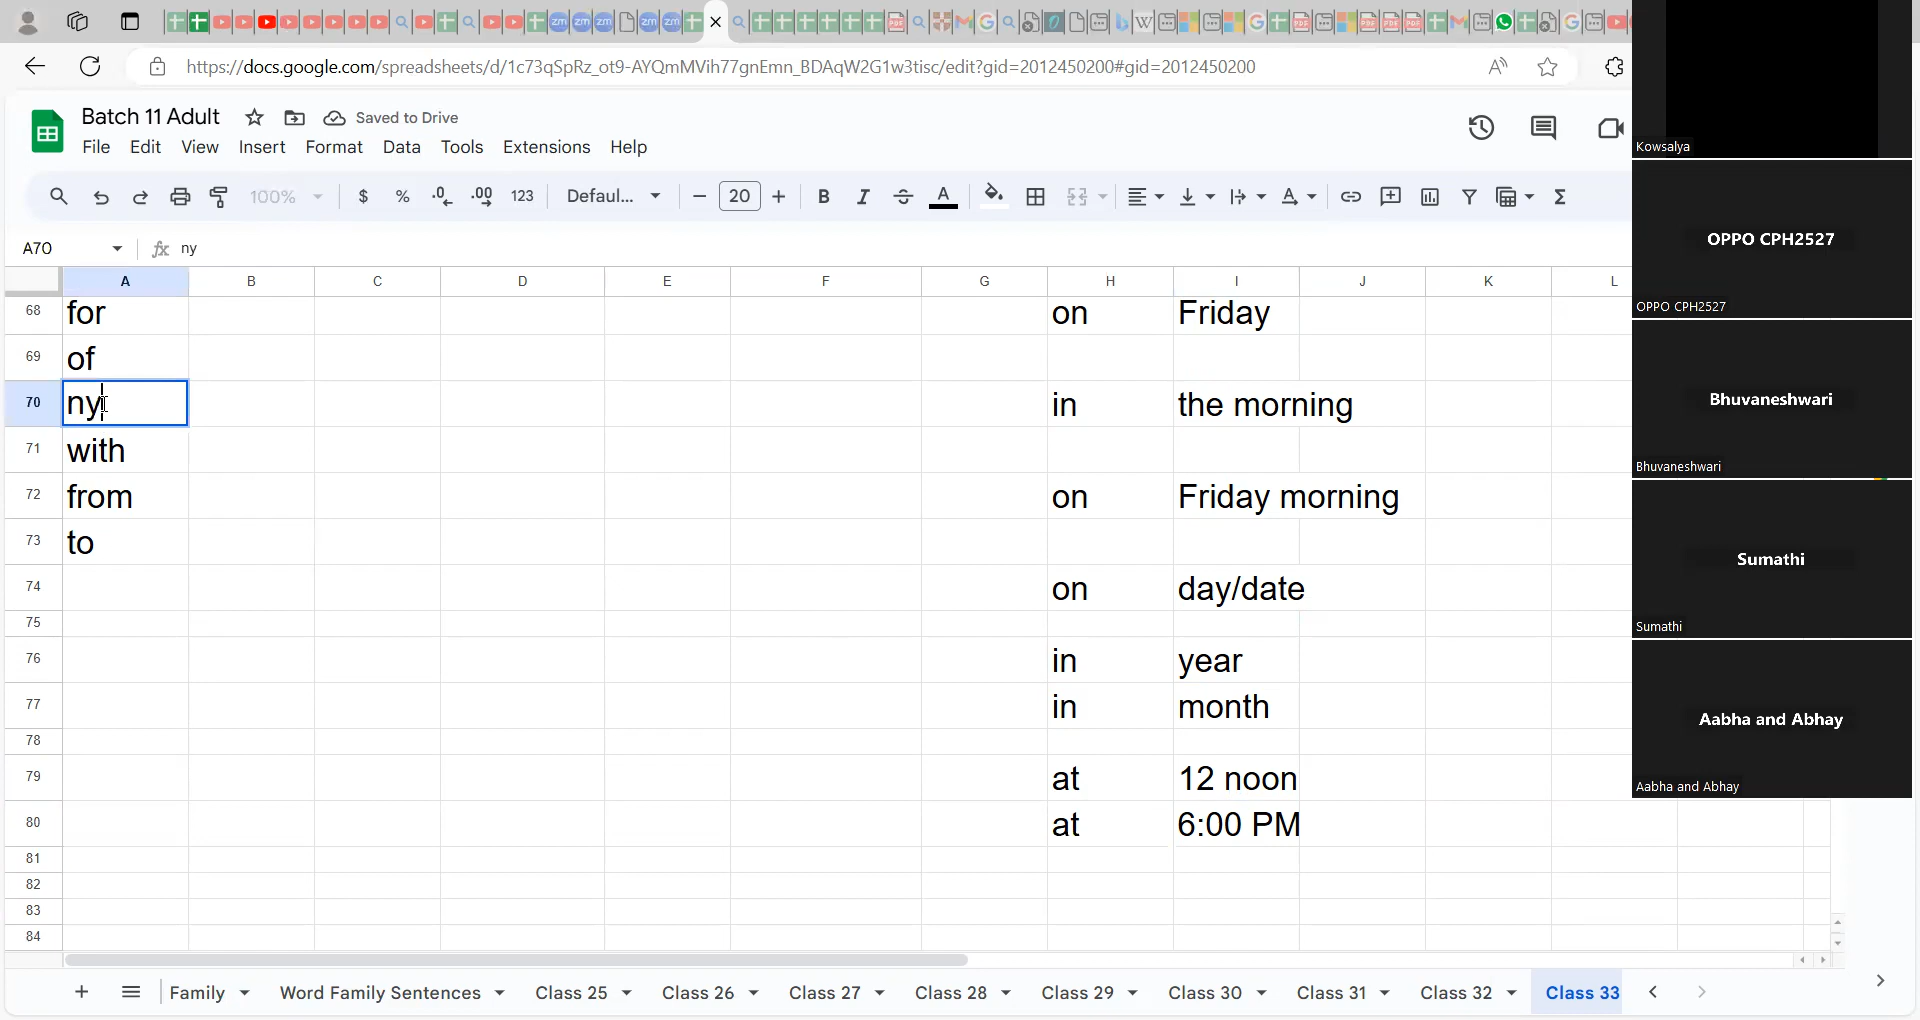 https://docs.google.com/spreadsheets/d/1c73qSpRz_ot9-AYQmMVih77gnEmn_BDAqW2G1w3tisc/edit?gid=2012450200#gid=2012450200
Batch 11 Adult
Saved to Drive
File Edit View Insert Format Data Tools Extensions Help
100% $ % .0 .00 123 Defaul... 20 B
A70 ny
A B C D E F G H I J K L
68 for on Friday
69 of
70 ny in the morning
71 with
72 from on Friday morning
73 to
74 on day/date
75
76 in year
77 in month
78
79 at 12 noon
80 at 6:00 PM
81
82
83
84
Family Word Family Sentences Class 25 Class 26 Class 27 Class 28 Class 29 Class 30 Class 31 Class 32 Class 33
Kowsalya
OPPO CPH2527
OPPO CPH2527
Bhuvaneshwari
Bhuvaneshwari
Sumathi
Sumathi
Aabha and Abhay
Aabha and Abhay